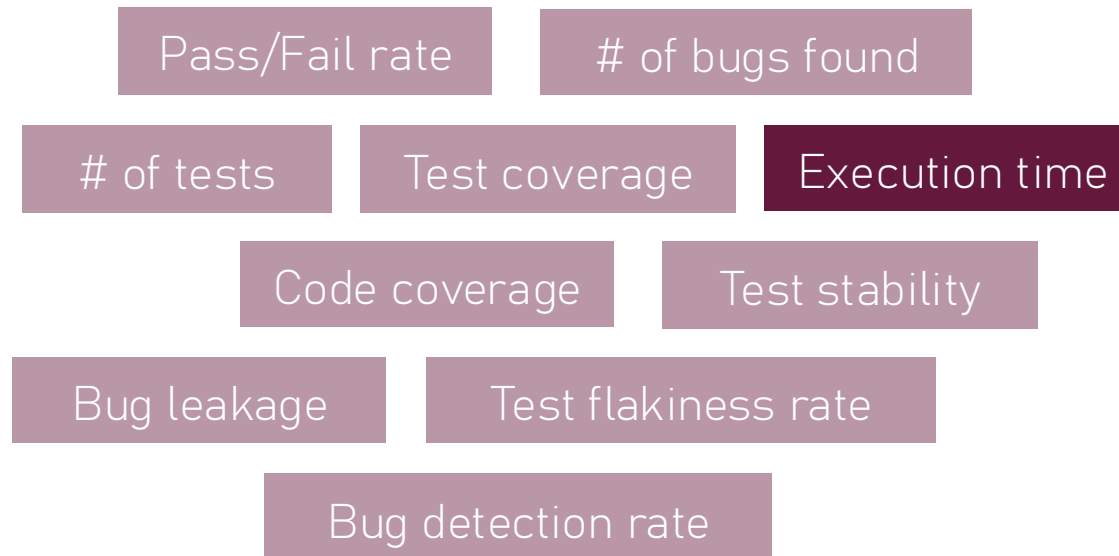 Pass/Fail rate
# of bugs found
# of tests
Test coverage
Execution time
Code coverage
Test stability
Bug leakage
Test flakiness rate
Bug detection rate